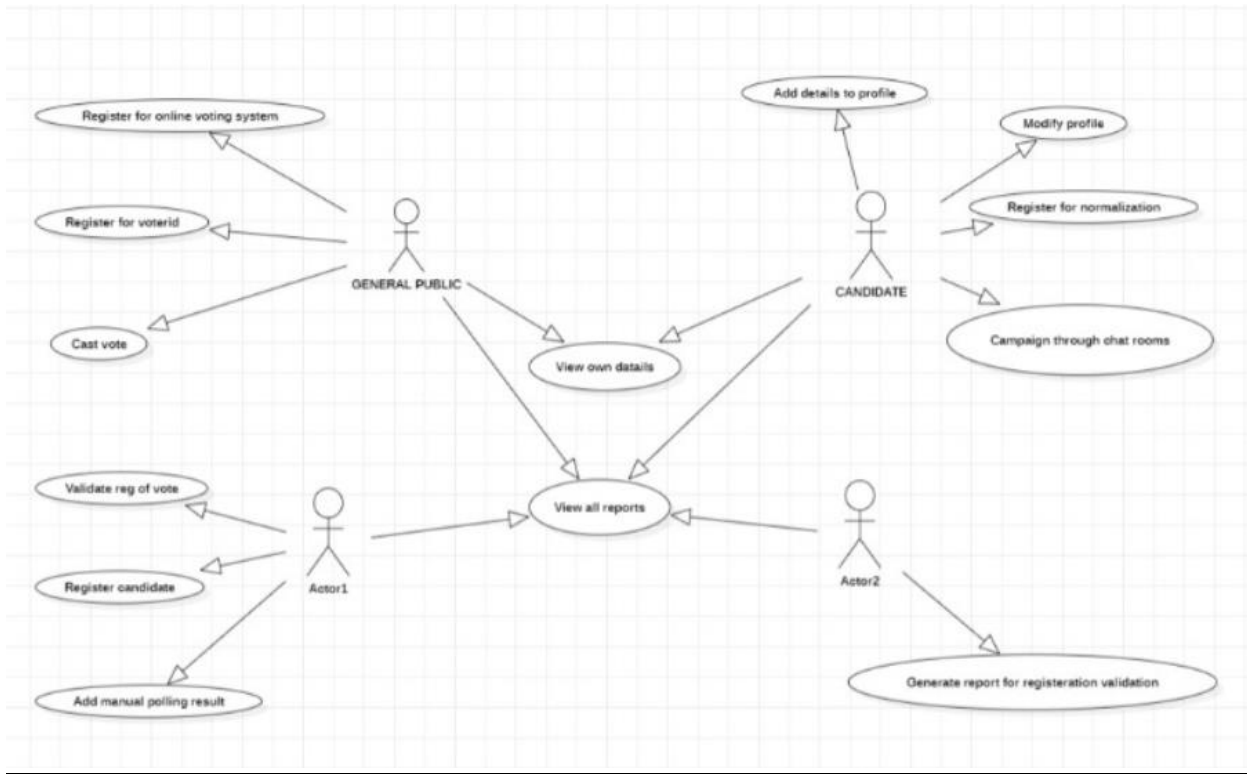 Add details to profile
Register for online voting system
Modify profile
Register for voterid
Register for normalization
GENERAL PUBLIC
CANDIDATE
Cast vote
Campaign through chat rooms
View own datails
Validate reg of vote
View all reports
Register candidate
Actor1
Actor2
Generate report for registeration validation
Add manual polling result